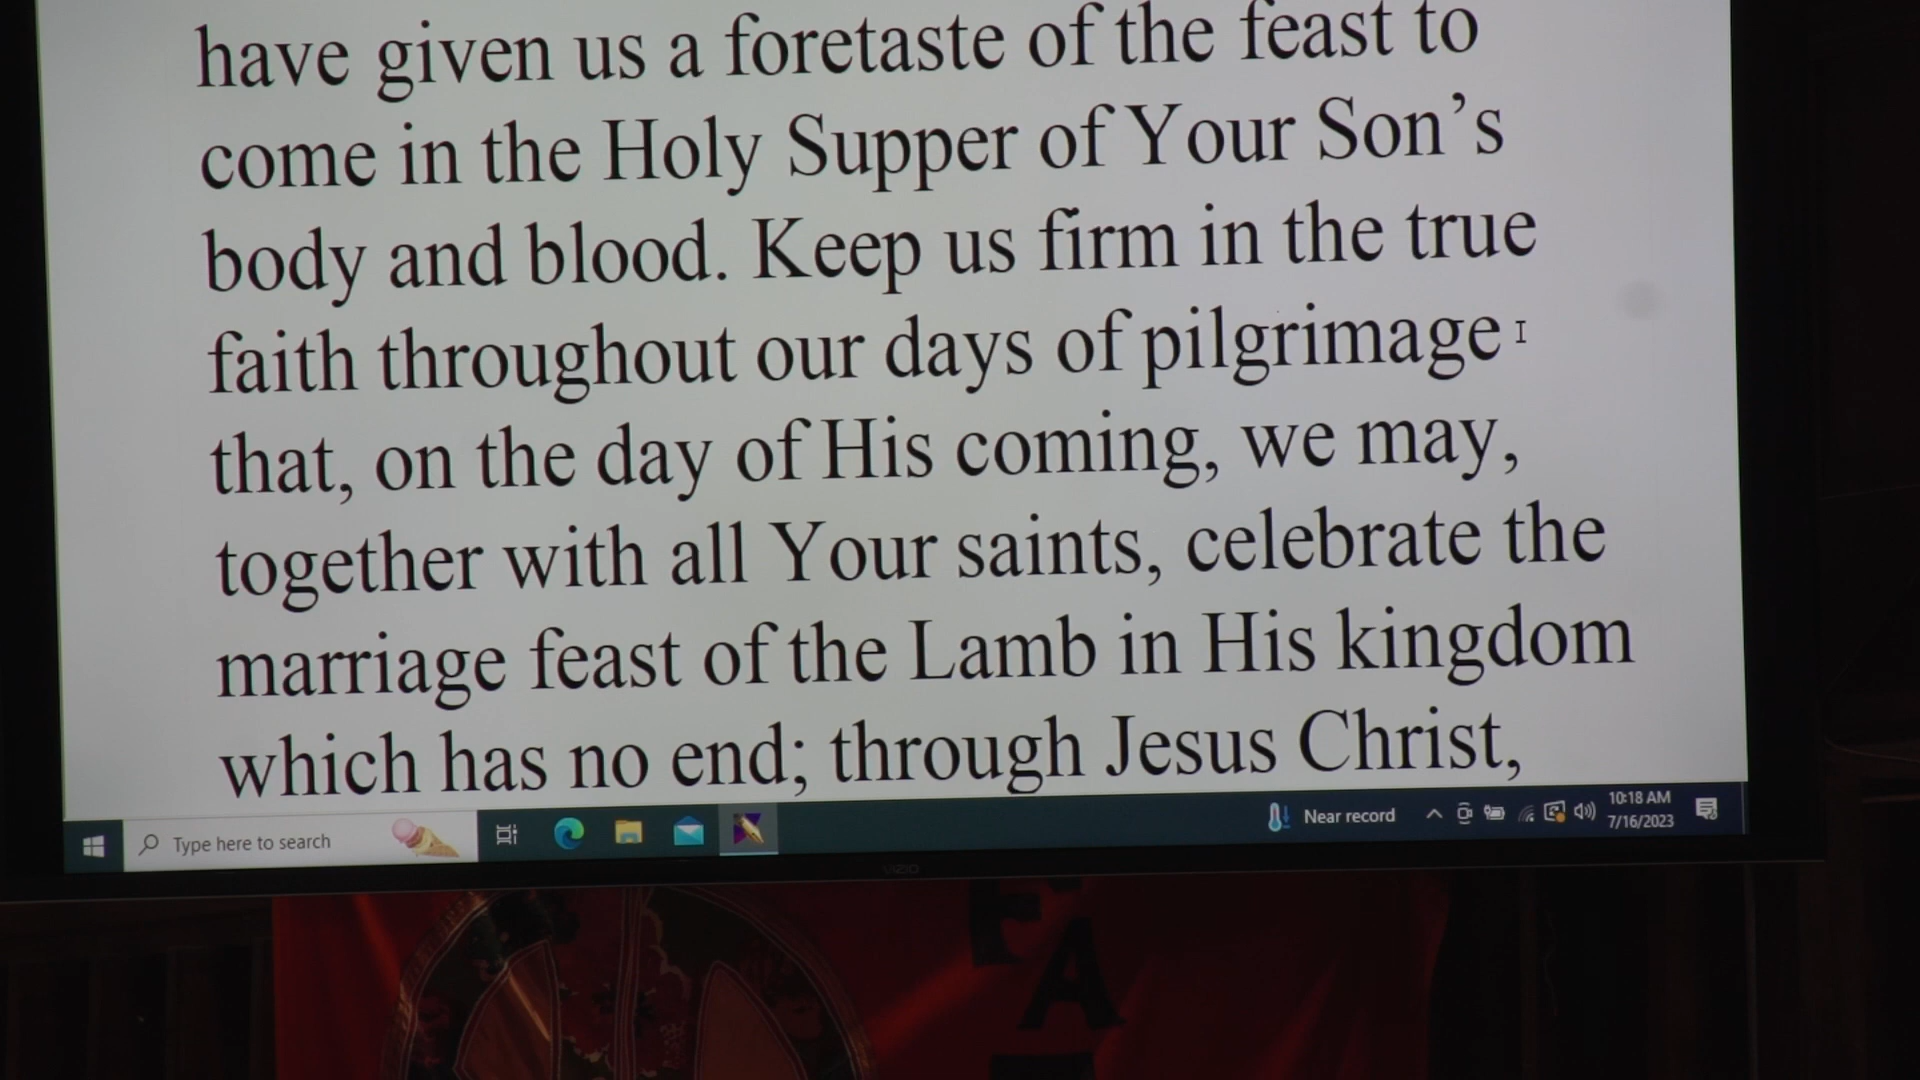 have given us a foretaste of the feast to
come in the Holy Supper of Your Son’s
body and blood. Keep us firm in the true
faith throughout our days of pilgrimage
that, on the day of His coming, we may,
together with all Your saints, celebrate the
marriage feast of the Lamb in His kingdom
which has no end; through Jesus Christ,
Type here to search
Near record
10:18 AM
7/16/2023
VIZIO